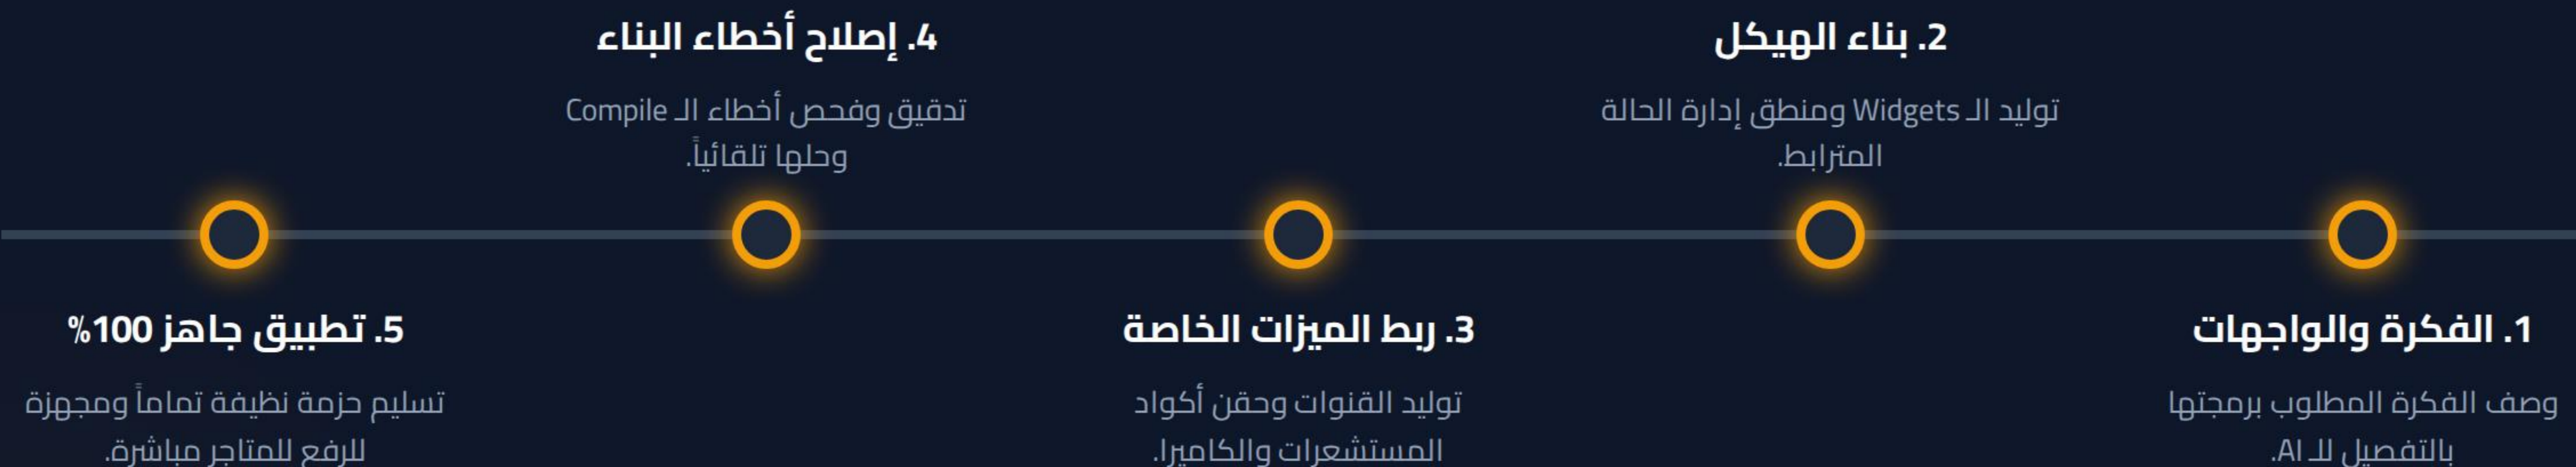 1. الفكرة والواجهات
وصف الفكرة المطلوب برمجتها
بالتفصيل للـ AI.
2. بناء الهيكل
توليد الـ Widgets ومنطق إدارة الحالة
المترابط.
3. ربط الميزات الخاصة
توليد القنوات وحقن أكواد
المستشعرات والكاميرا.
4. إصلاح أخطاء البناء
تدقيق وفحص أخطاء الـ Compile
وحلها تلقائياً.
5. تطبيق جاهز 100%
تسليم حزمة نظيفة تماماً ومجهزة
للرفع للمتاجر مباشرة.